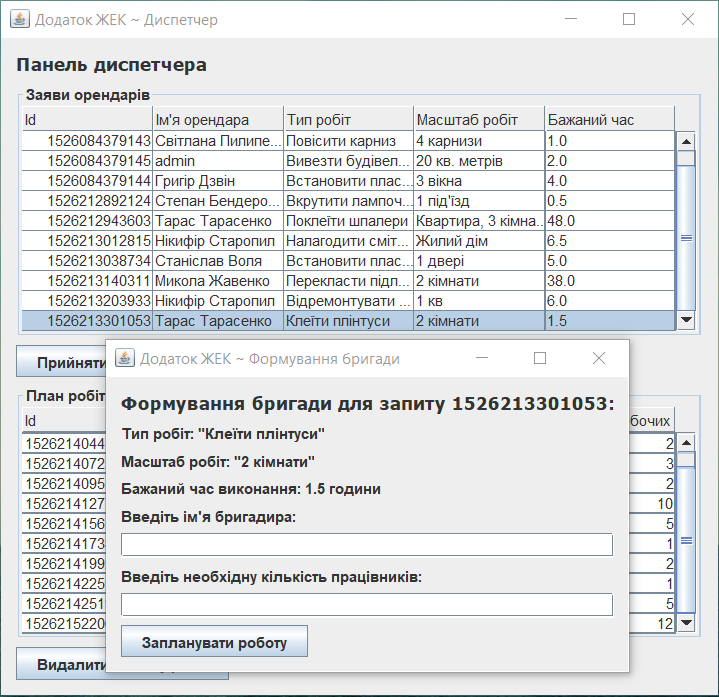 Додаток ЖЕК ~ Диспетчер
Панель диспетчера
Заяви орендарів
Id Ім'я орендара Тип робіт Масштаб робіт Бажаний час
1526084379143 Світлана Пилипе... Повісити карниз 4 карнизи 1.0
1526084379145 admin Вивезти будівел... 20 кв. метрів 2.0
1526084379144 Григір Дзвін Встановити плас... 3 вікна 4.0
1526212892124 Степан Бендеро... Вкрутити лампоч... 1 під'їзд 0.5
1526212943603 Тарас Тарасенко Поклеїти шпалери Квартира, 3 кімна... 48.0
1526213012815 Нікифір Старопил Налагодити сміт... Жилий дім 6.5
1526213038734 Станіслав Воля Встановити плас... 1 двері 5.0
1526213140311 Микола Жавенко Перекласти підл... 2 кімнати 38.0
1526213203933 Нікифір Старопил Відремонтувати ... 1 кв 6.0
1526213301053 Тарас Тарасенко Клеїти плінтуси 2 кімнати 1.5
Прийняти
Додаток ЖЕК ~ Формування бригади
Формування бригади для запиту 1526213301053:
Тип робіт: "Клеїти плінтуси"
Масштаб робіт: "2 кімнати"
Бажаний час виконання: 1.5 години
Введіть ім'я бригадира:
Введіть необхідну кількість працівників:
Запланувати роботу
План робіт
Id бочих
1526214044 2
1526214072 3
1526214095 2
1526214127 10
1526214156 5
1526214173 1
1526214199 2
1526214225 1
152621425 5
152621522 12
Видалити